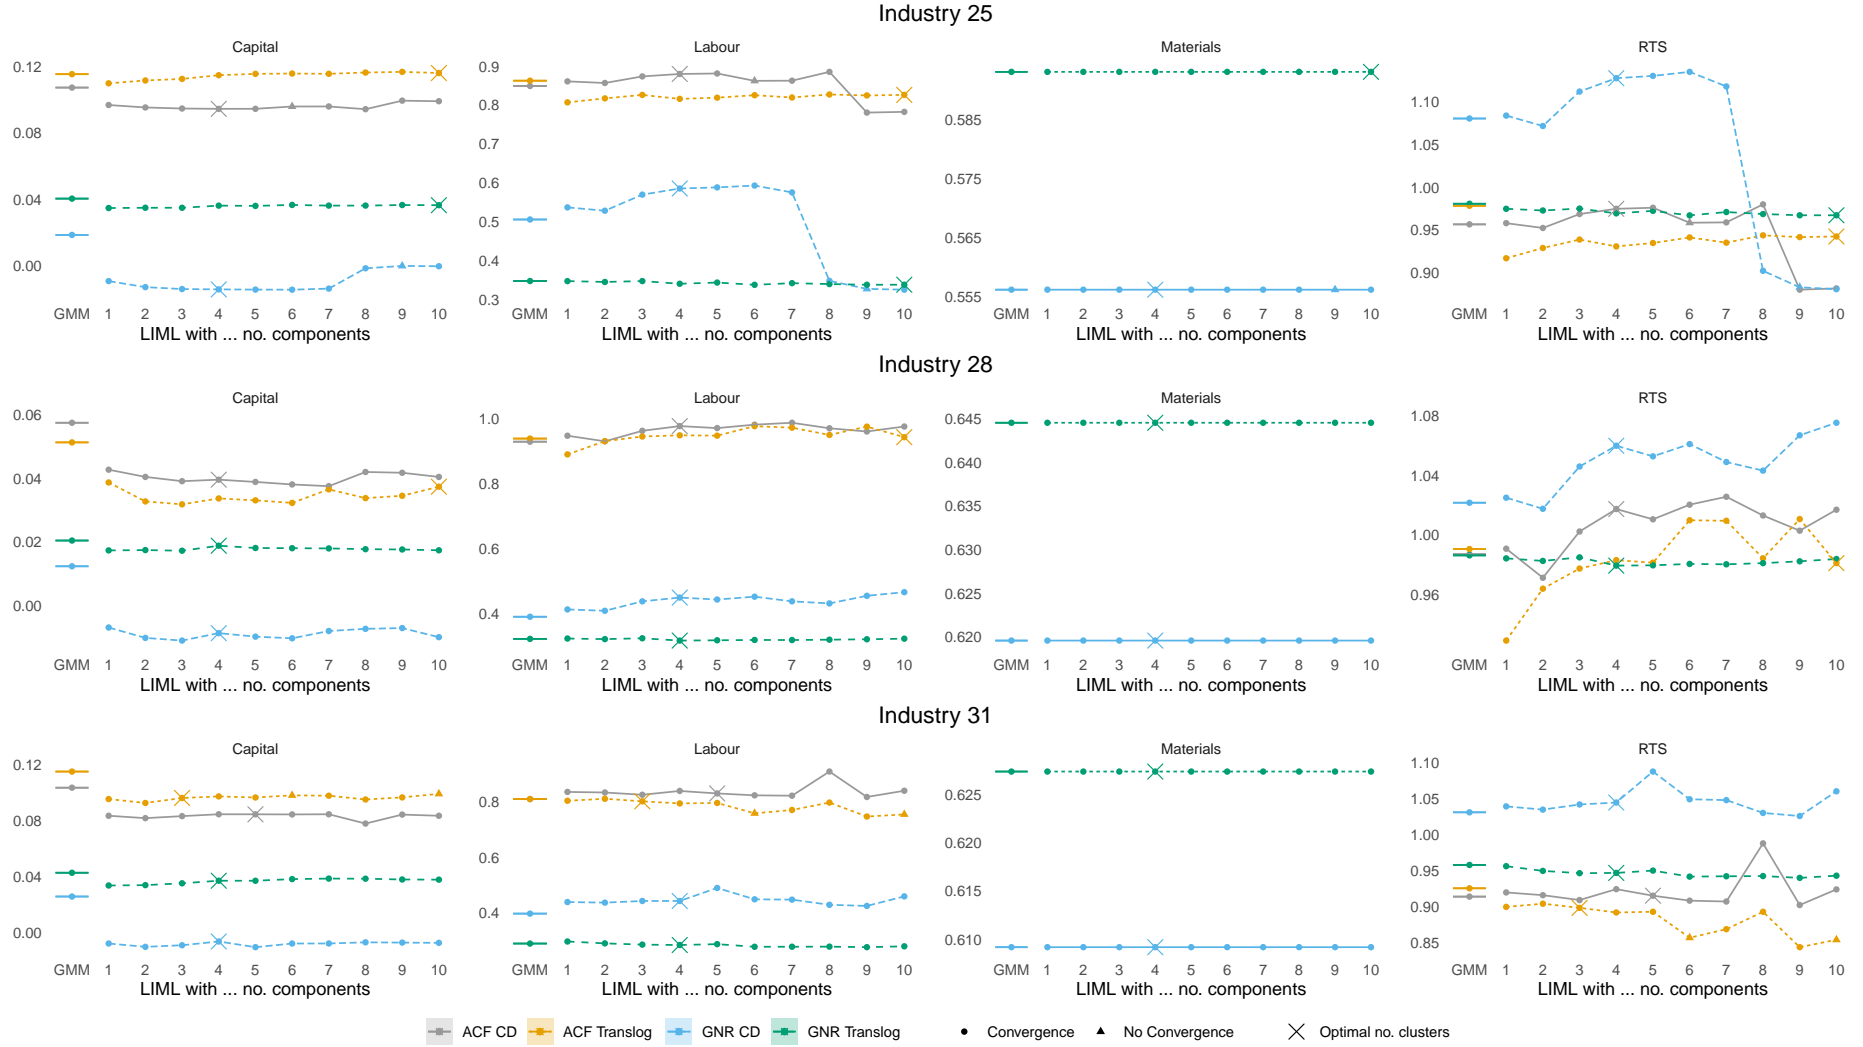 Industry 25
Capital Labour Materials RTS
0.12 0.08 0.04 0.00
0.9 0.8 0.7 0.6 0.5 0.4 0.3
0.585 0.575 0.565 0.555
1.10 1.05 1.00 0.95 0.90
GMM 1 2 3 4 5 6 7 8 9 10 GMM 1 2 3 4 5 6 7 8 9 10 GMM 1 2 3 4 5 6 7 8 9 10 GMM 1 2 3 4 5 6 7 8 9 10
LIML with ... no. components LIML with ... no. components LIML with ... no. components LIML with ... no. components
Industry 28
Capital Labour Materials RTS
0.06 0.04 0.02 0.00
1.0 0.8 0.6 0.4
0.645 0.640 0.635 0.630 0.625 0.620
1.08 1.04 1.00 0.96
GMM 1 2 3 4 5 6 7 8 9 10 GMM 1 2 3 4 5 6 7 8 9 10 GMM 1 2 3 4 5 6 7 8 9 10 GMM 1 2 3 4 5 6 7 8 9 10
LIML with ... no. components LIML with ... no. components LIML with ... no. components LIML with ... no. components
Industry 31
Capital Labour Materials RTS
0.12 0.08 0.04 0.00
0.8 0.6 0.4
0.625 0.620 0.615 0.610
1.10 1.05 1.00 0.95 0.90 0.85
GMM 1 2 3 4 5 6 7 8 9 10 GMM 1 2 3 4 5 6 7 8 9 10 GMM 1 2 3 4 5 6 7 8 9 10 GMM 1 2 3 4 5 6 7 8 9 10
LIML with ... no. components LIML with ... no. components LIML with ... no. components LIML with ... no. components
ACF CD ACF Translog GNR CD GNR Translog Convergence No Convergence Optimal no. clusters